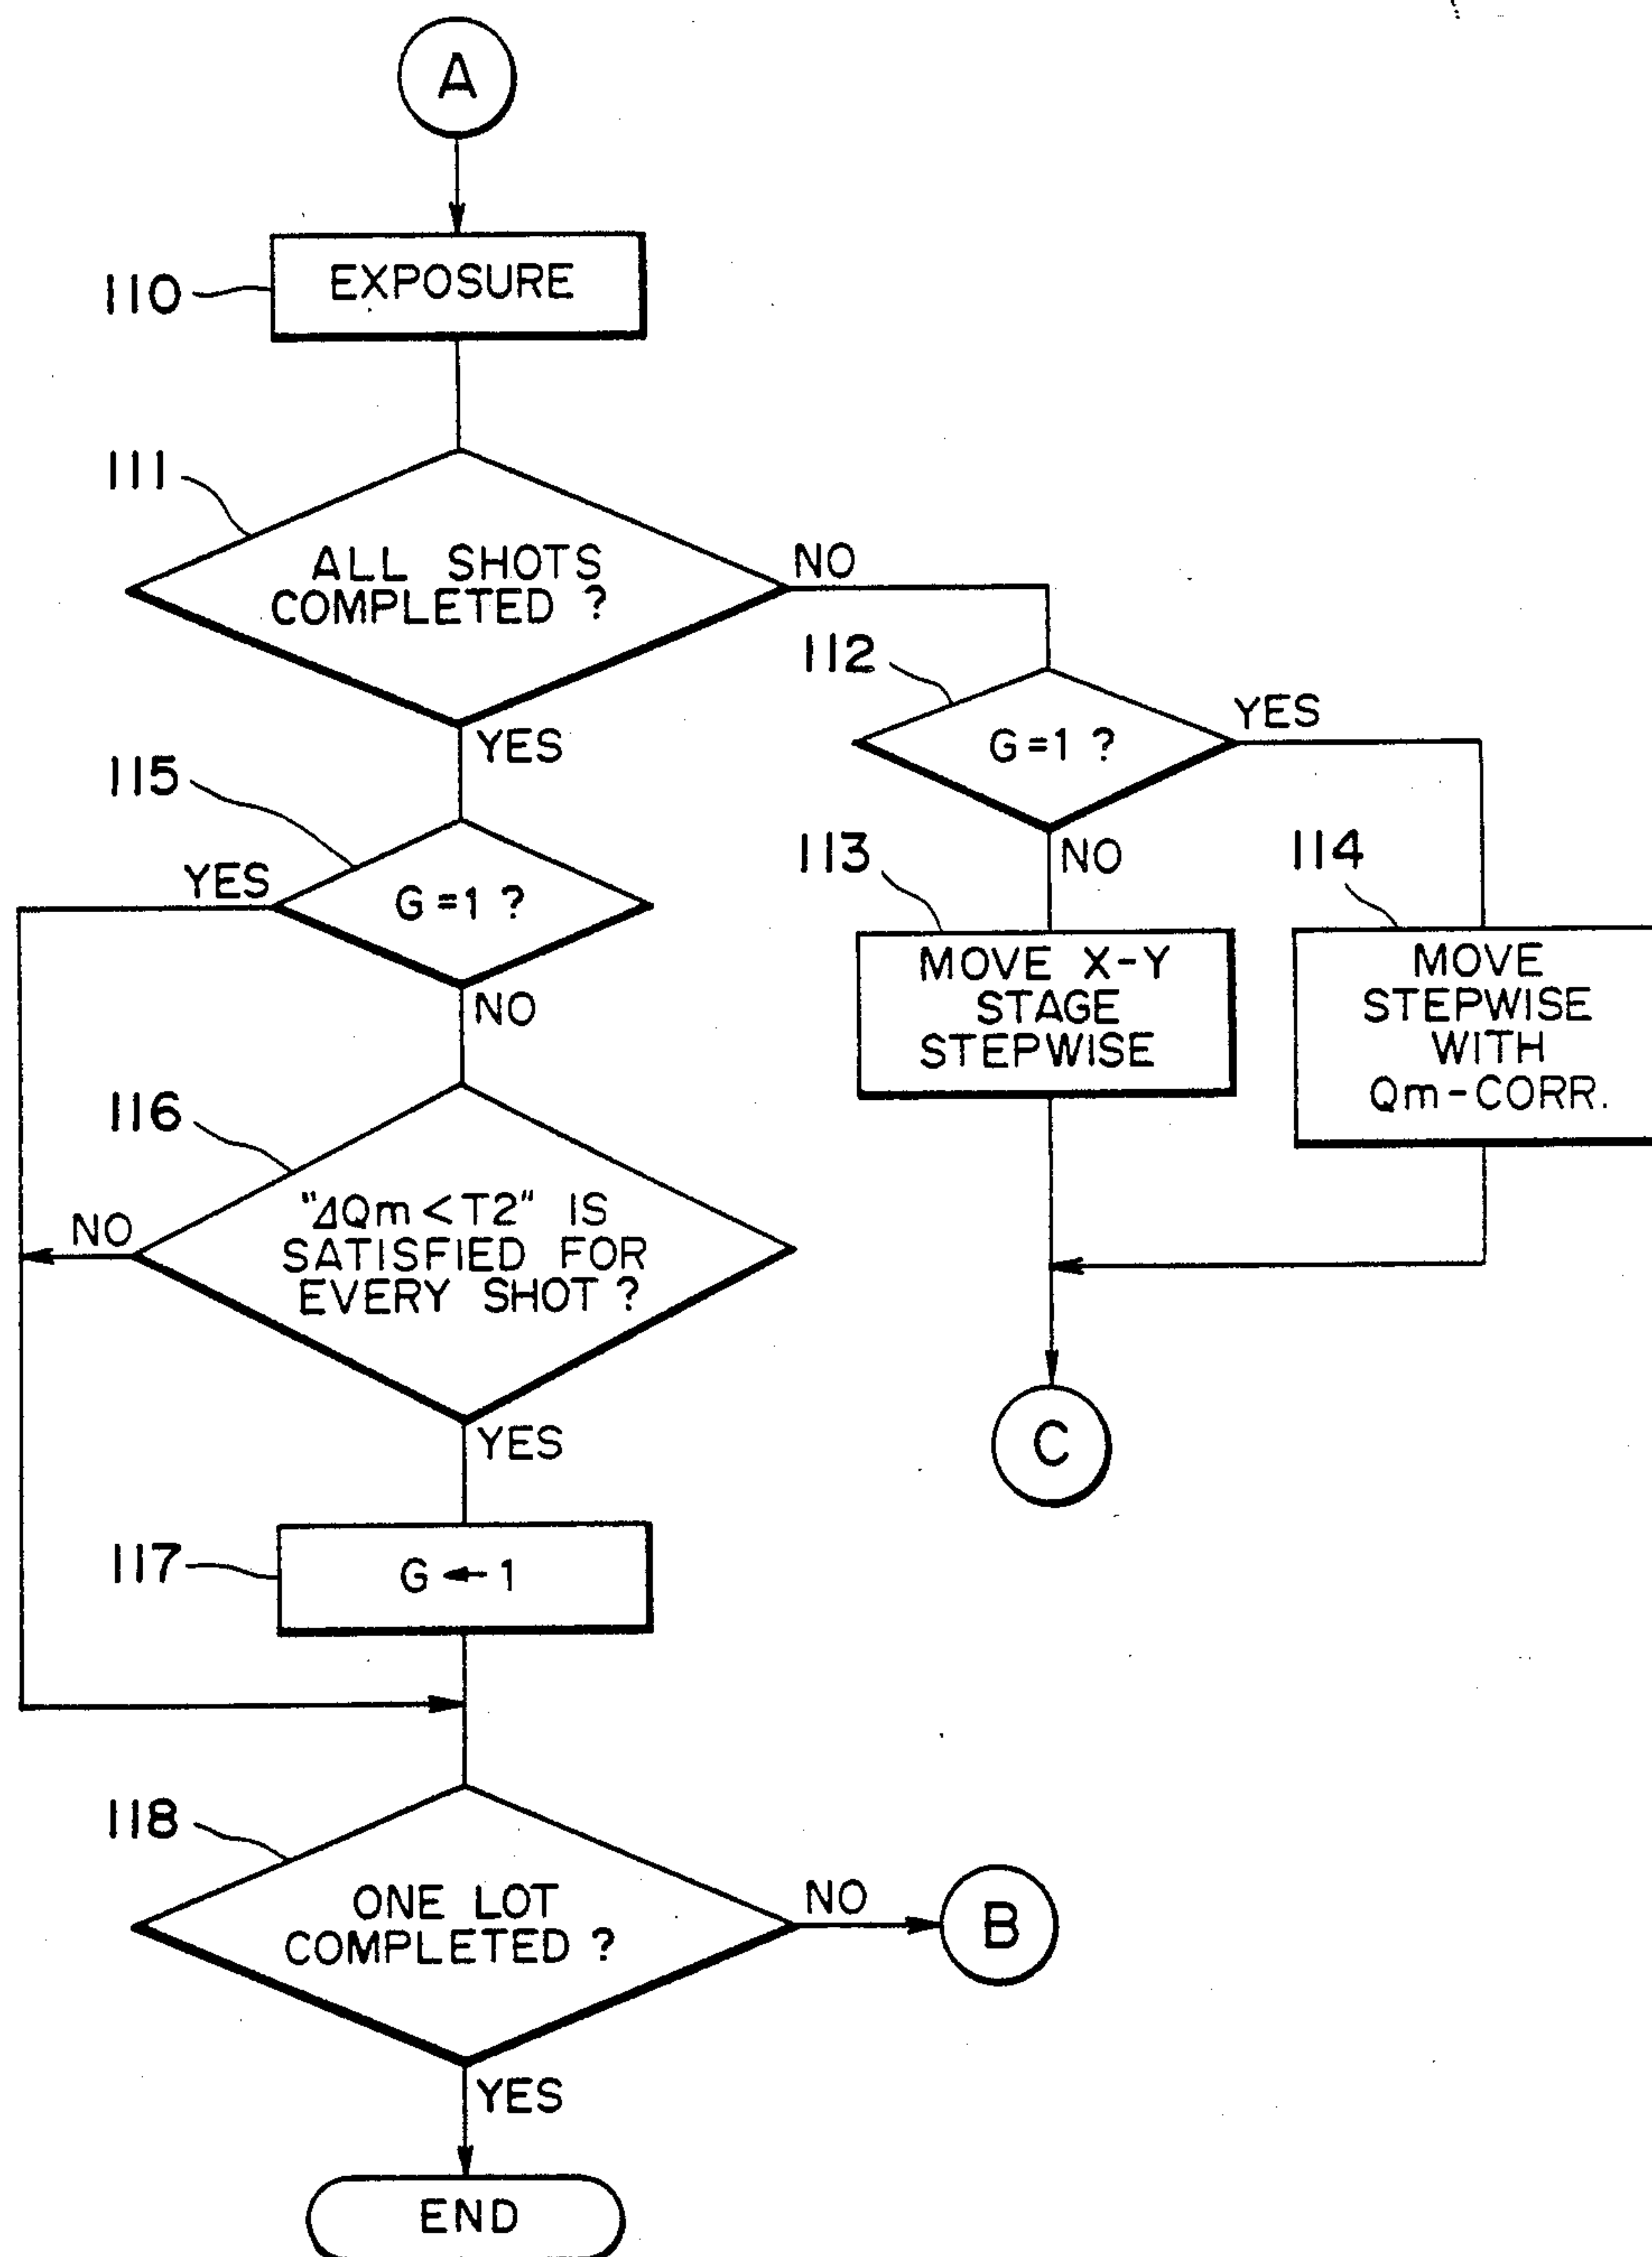 A
110
EXPOSURE
111
ALL SHOTS
COMPLETED ?
NO
YES
112
G=1 ?
YES
NO
113
MOVE X-Y
STAGE
STEPWISE
114
MOVE
STEPWISE
WITH
Qm-CORR.
C
115
G=1 ?
YES
NO
116
"ΔQm<T2" IS
SATISFIED FOR
EVERY SHOT ?
NO
YES
117
G←1
118
ONE LOT
COMPLETED ?
NO
B
YES
END